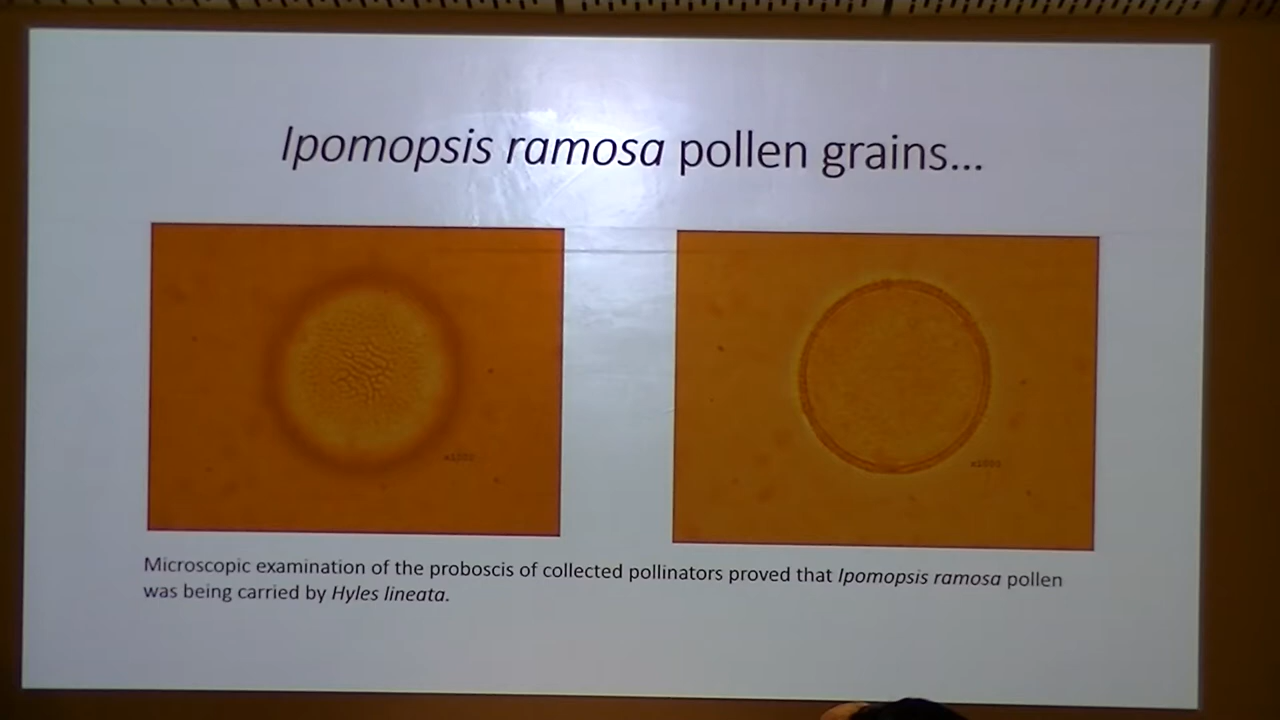 Ipomopsis ramosa pollen grains...
x1000
Microscopic examination of the proboscis of collected pollinators proved that Ipomopsis ramosa pollen
was being carried by Hyles lineata.